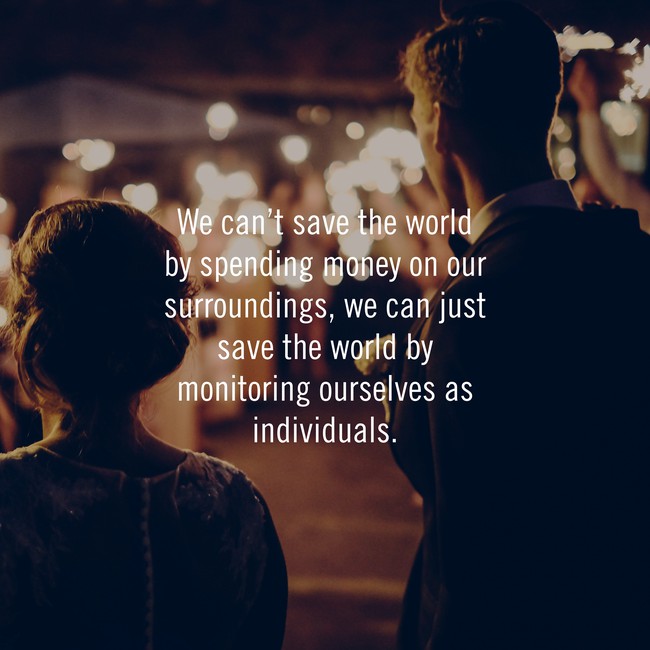 We can’t save the world
by spending money on our
surroundings, we can just
save the world by
monitoring ourselves as
individuals.